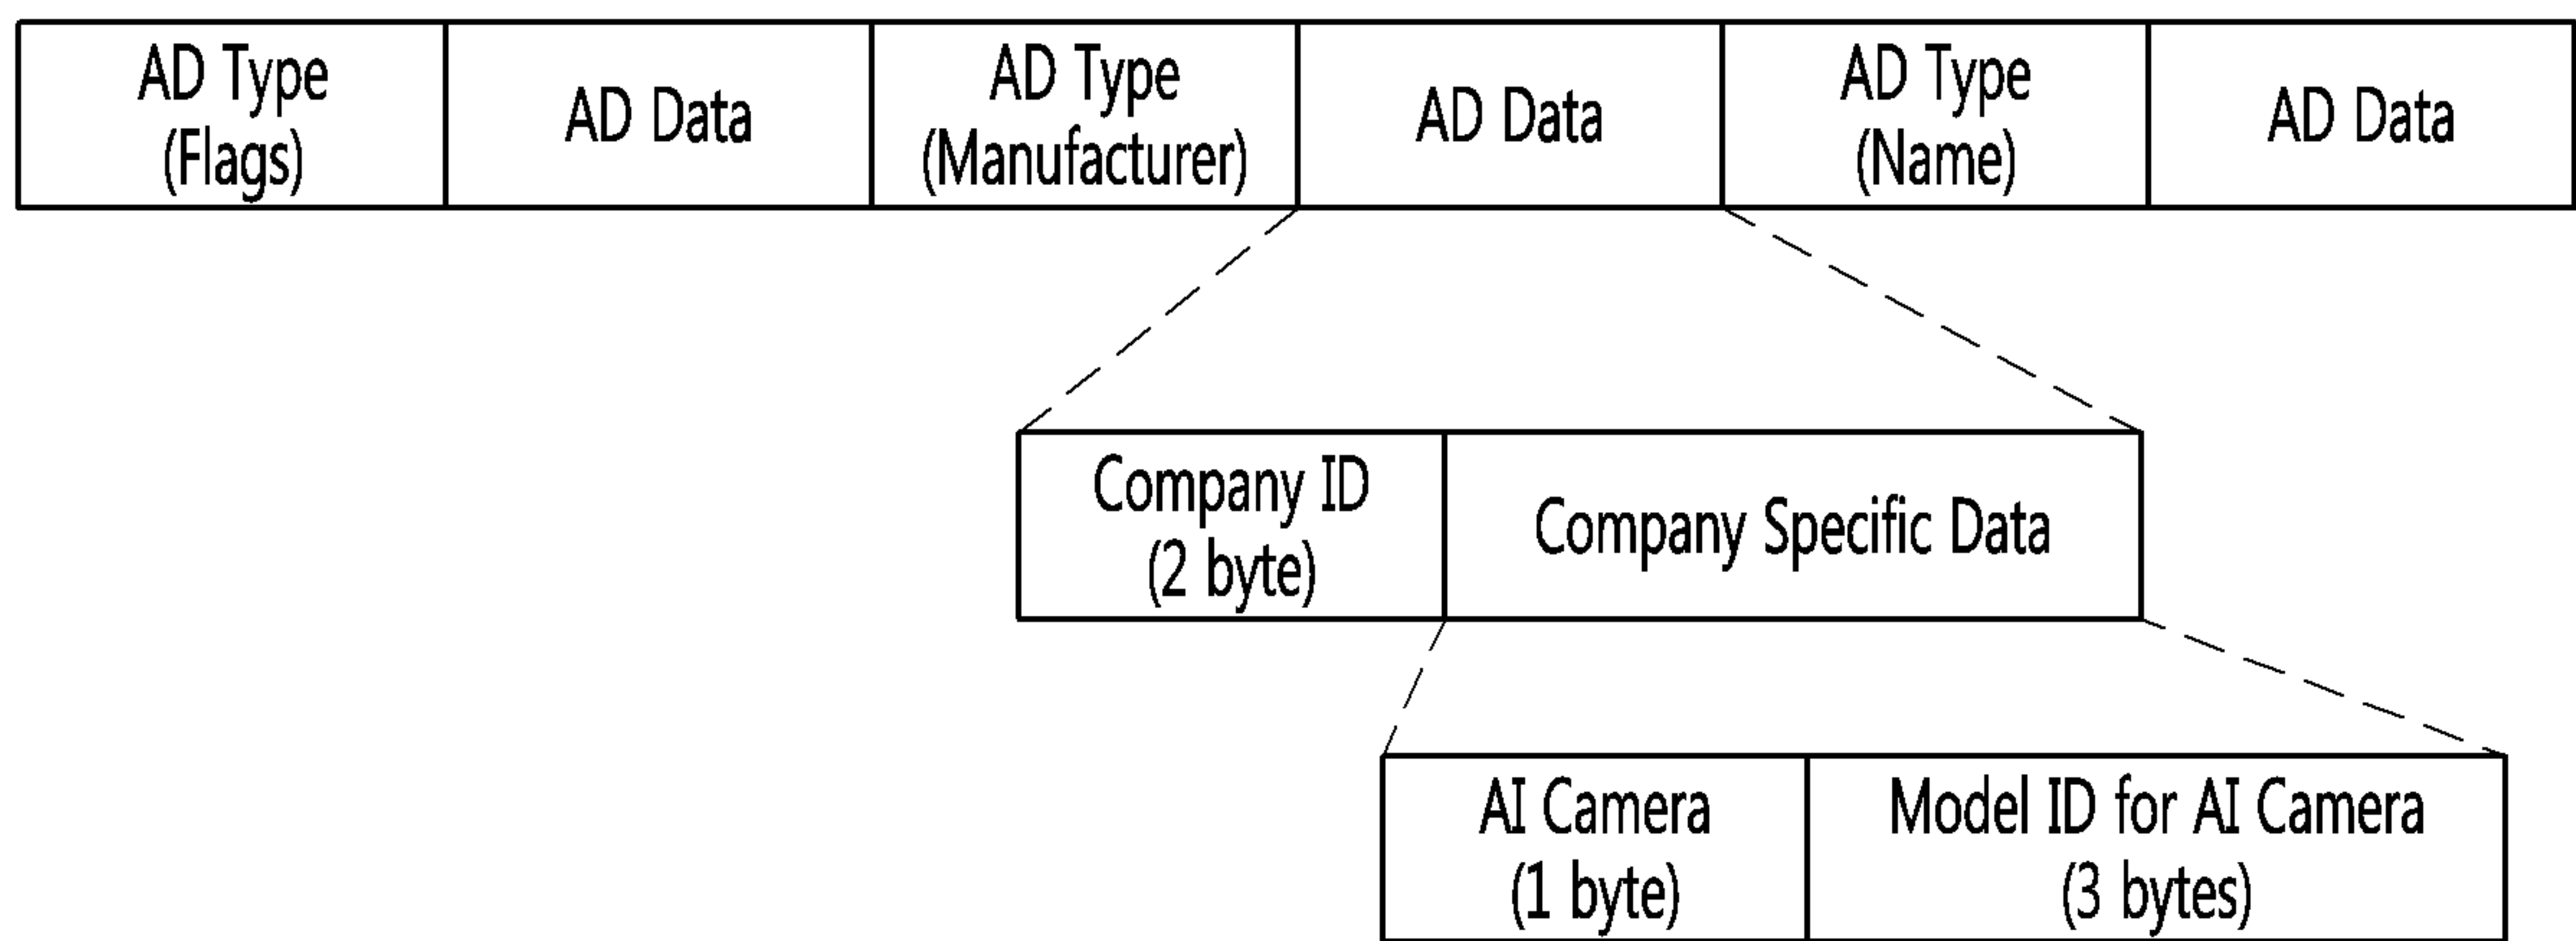 AD Type
(Flags)
AD Data
AD Type
(Manufacturer)
AD Data
AD Type
(Name)
AD Data
Company ID
(2 byte)
Company Specific Data
AI Camera
(1 byte)
Model ID for AI Camera
(3 bytes)